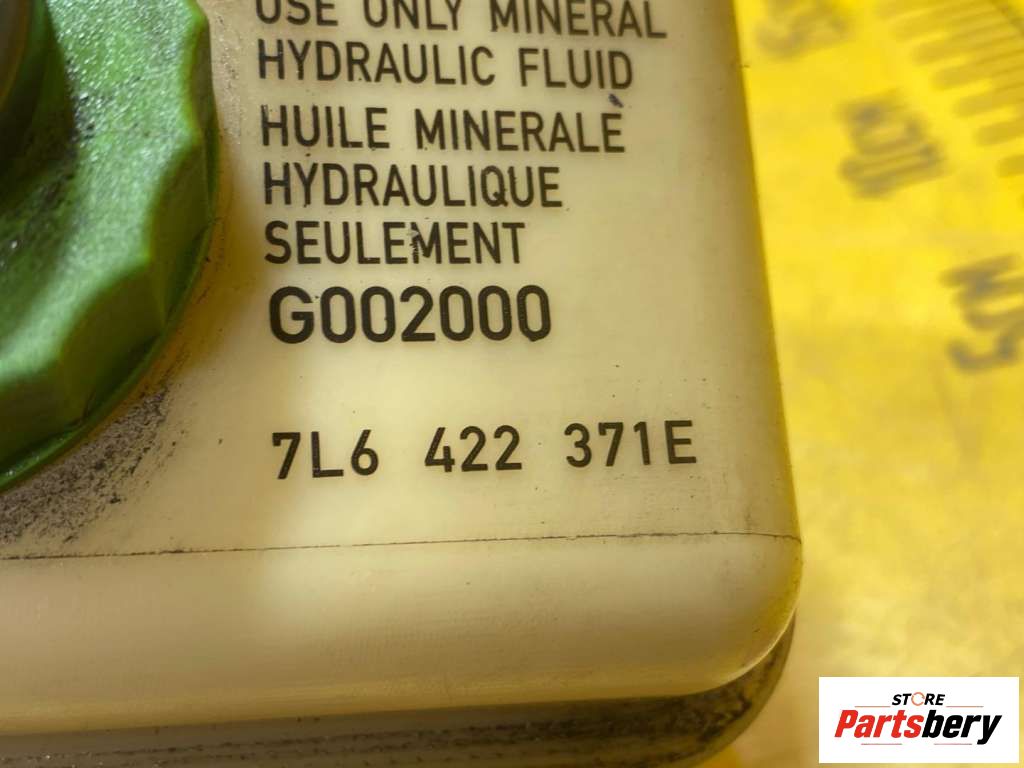 USE ONLY MINERAL
HYDRAULIC FLUID
HUILE MINERALE
HYDRAULIQUE
SEULEMENT
G002000
7L6 422 371E
STORE
Partsbery